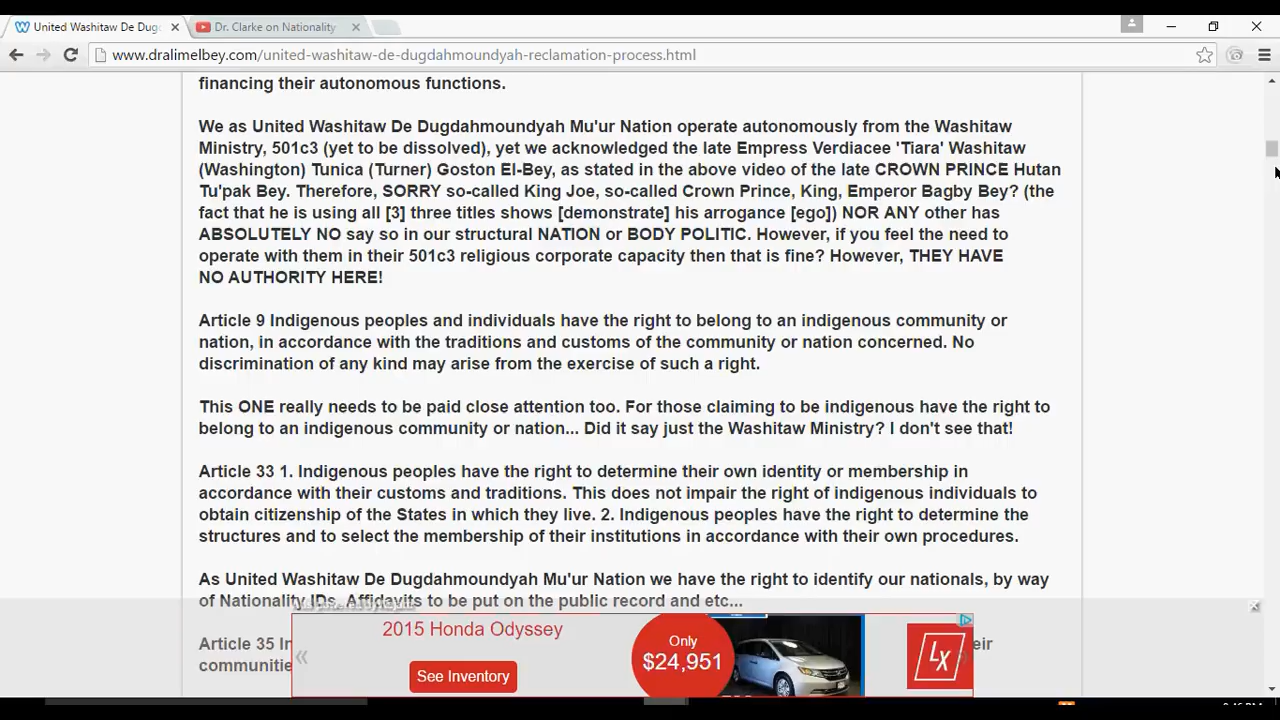 United Washitaw De Dug
Dr. Clarke on Nationality
www.dralimelbey.com/united-washitaw-de-dugdahmoundyah-reclamation-process.html
financing their autonomous functions.
We as United Washitaw De Dugdahmoundyah Mu'ur Nation operate autonomously from the Washitaw
Ministry, 501c3 (yet to be dissolved), yet we acknowledged the late Empress Verdiacee 'Tiara' Washitaw
(Washington) Tunica (Turner) Goston El-Bey, as stated in the above video of the late CROWN PRINCE Hutan
Tu'pak Bey. Therefore, SORRY so-called King Joe, so-called Crown Prince, King, Emperor Bagby Bey? (the
fact that he is using all [3] three titles shows [demonstrate] his arrogance [ego]) NOR ANY other has
ABSOLUTELY NO say so in our structural NATION or BODY POLITIC. However, if you feel the need to
operate with them in their 501c3 religious corporate capacity then that is fine? However, THEY HAVE
NO AUTHORITY HERE!
Article 9 Indigenous peoples and individuals have the right to belong to an indigenous community or
nation, in accordance with the traditions and customs of the community or nation concerned. No
discrimination of any kind may arise from the exercise of such a right.
This ONE really needs to be paid close attention too. For those claiming to be indigenous have the right to
belong to an indigenous community or nation... Did it say just the Washitaw Ministry? I don't see that!
Article 33 1. Indigenous peoples have the right to determine their own identity or membership in
accordance with their customs and traditions. This does not impair the right of indigenous individuals to
obtain citizenship of the States in which they live. 2. Indigenous peoples have the right to determine the
structures and to select the membership of their institutions in accordance with their own procedures.
As United Washitaw De Dugdahmoundyah Mu'ur Nation we have the right to identify our nationals, by way
of Nationality IDs, Affidavits to be put on the public record and etc...
Article 35 In
eir
communitie
2015 Honda Odyssey
See Inventory
Only
$24,951
LX